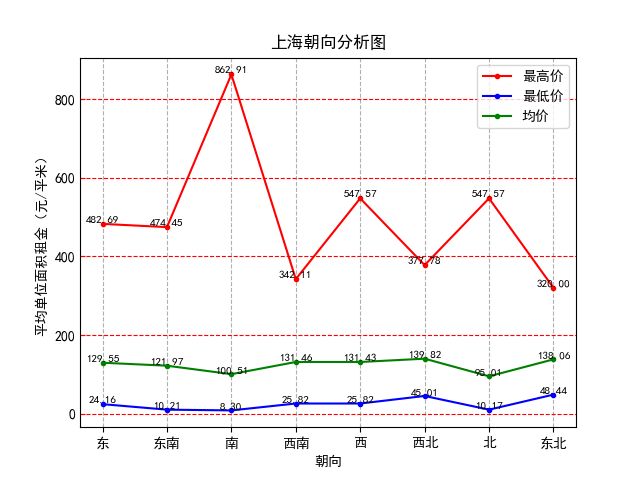 上海朝向分析图
最高价
最低价
均价
平均单位面积租金（元/平米）
800
600
400
200
0
482.69
474.45
862.91
342.11
547.57
377.78
547.57
320.00
129.55
121.97
100.51
131.46
131.43
139.82
95.01
138.06
24.16
10.21
8.30
25.82
25.82
45.01
10.17
48.44
东
东南
南
西南
西
西北
北
东北
朝向